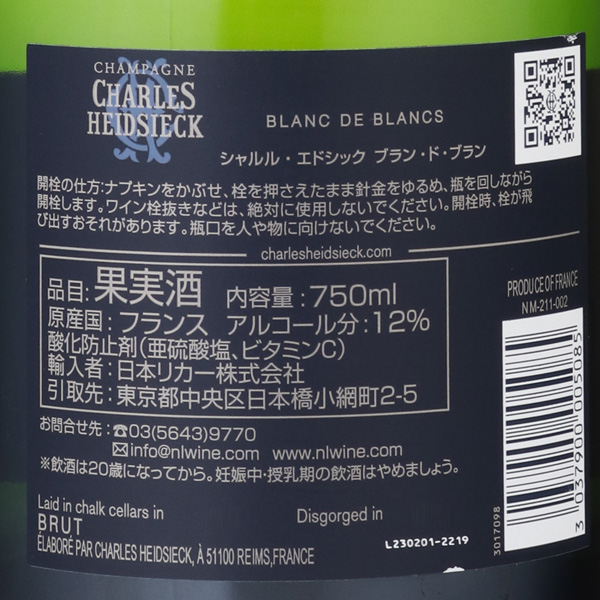 CHAMPAGNE
CHARLES
HEIDSIECK
BLANC DE BLANCS
シャルル・エドシック ブラン・ド・ブラン
開栓の仕方:ナプキンをかぶせ、栓を押さえたまま針金をゆるめ、瓶を回しながら
開栓します。ワイン栓抜きなどは、絶対に使用しないでください。開栓時、栓が飛
び出すおそれがあります。瓶口を人や物に向けないでください。
charlesheidsieck.com
品目:果実酒 内容量:750ml
原産国:フランス アルコール分:12%
酸化防止剤(亜硫酸塩、ビタミンC)
輸入者:日本リカー株式会社
引取先:東京都中央区日本橋小網町2-5
お問合せ先:☎03(5643)9770
✉info@nlwine.com www.nlwine.com
※飲酒は20歳になってから。妊娠中・授乳期の飲酒はやめましょう。
Laid in chalk cellars in
Disgorged in
BRUT
ÉLABORÉ PAR CHARLES HEIDSIECK, À 51100 REIMS, FRANCE
L230201-2219
PRODUCE OF FRANCE
NM-211-002
3 037900 005085
3017098